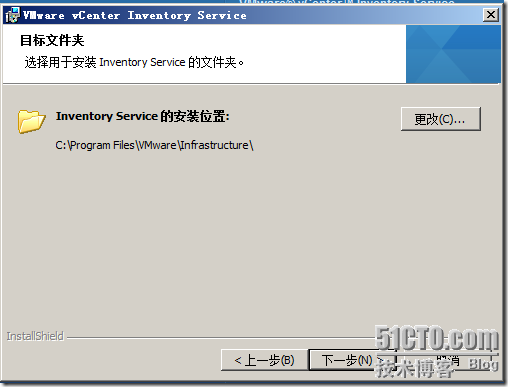 VMware vCenter Inventory Service
目标文件夹
选择用于安装 Inventory Service 的文件夹。
Inventory Service 的安装位置:
更改(C)...
C:\Program Files\VMware\Infrastructure\
InstallShield
< 上一步(B)
下一步(N) >
取消
51CTO.com
技术博客 Blog